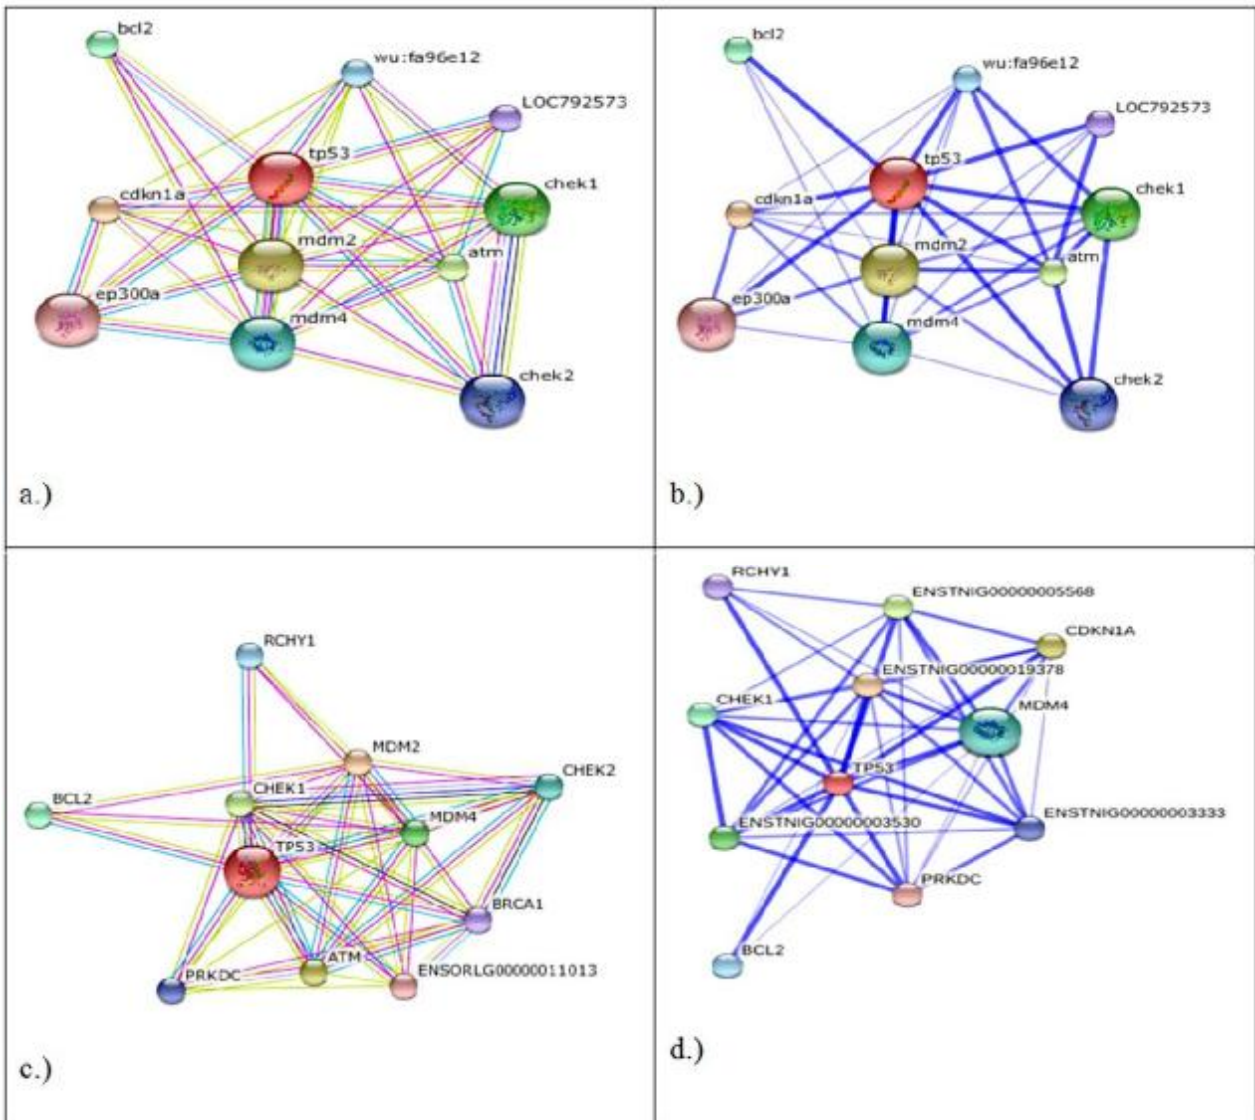 bcl2
wu:fa96e12
LOC792573
tp53
chek1
cdkn1a
mdm2
atm
ep300a
mdm4
chek2
a.)
bcl2
wu:fa96e12
LOC792573
tp53
chek1
cdkn1a
mdm2
atm
ep300a
mdm4
chek2
b.)
RCHY1
MDM2
CHEK2
CHEK1
BCL2
MDM4
TP53
BRCA1
ATM
PRKDC
ENSORLG00000011013
c.)
RCHY1
ENSTNIG00000005568
CDKN1A
ENSTNIG00000019378
CHEK1
MDM4
TP53
ENSTNIG00000003530
ENSTNIG00000003333
PRKDC
BCL2
d.)